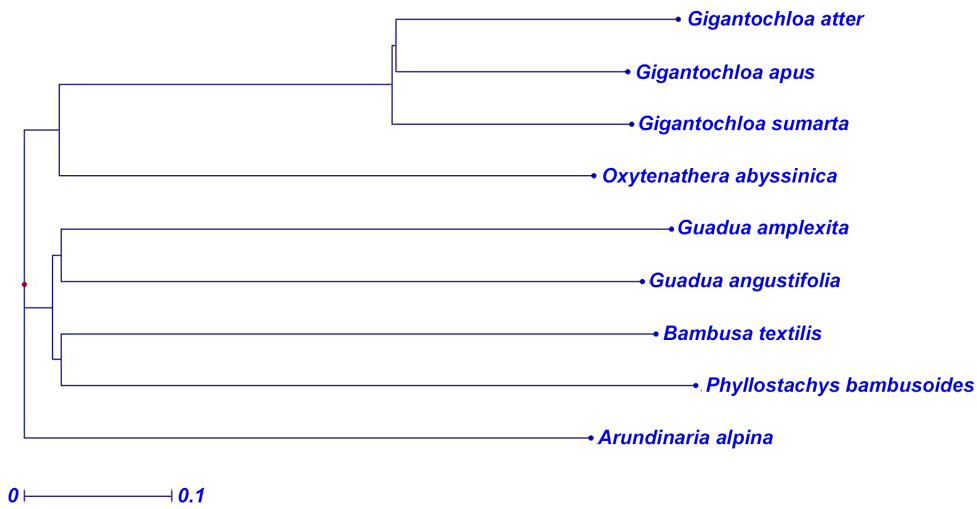 Gigantochloa atter
Gigantochloa apus
Gigantochloa sumarta
Oxytenathera abyssinica
Guadua amplexita
Guadua angustifolia
Bambusa textilis
Phyllostachys bambusoides
Arundinaria alpina
0 0.1